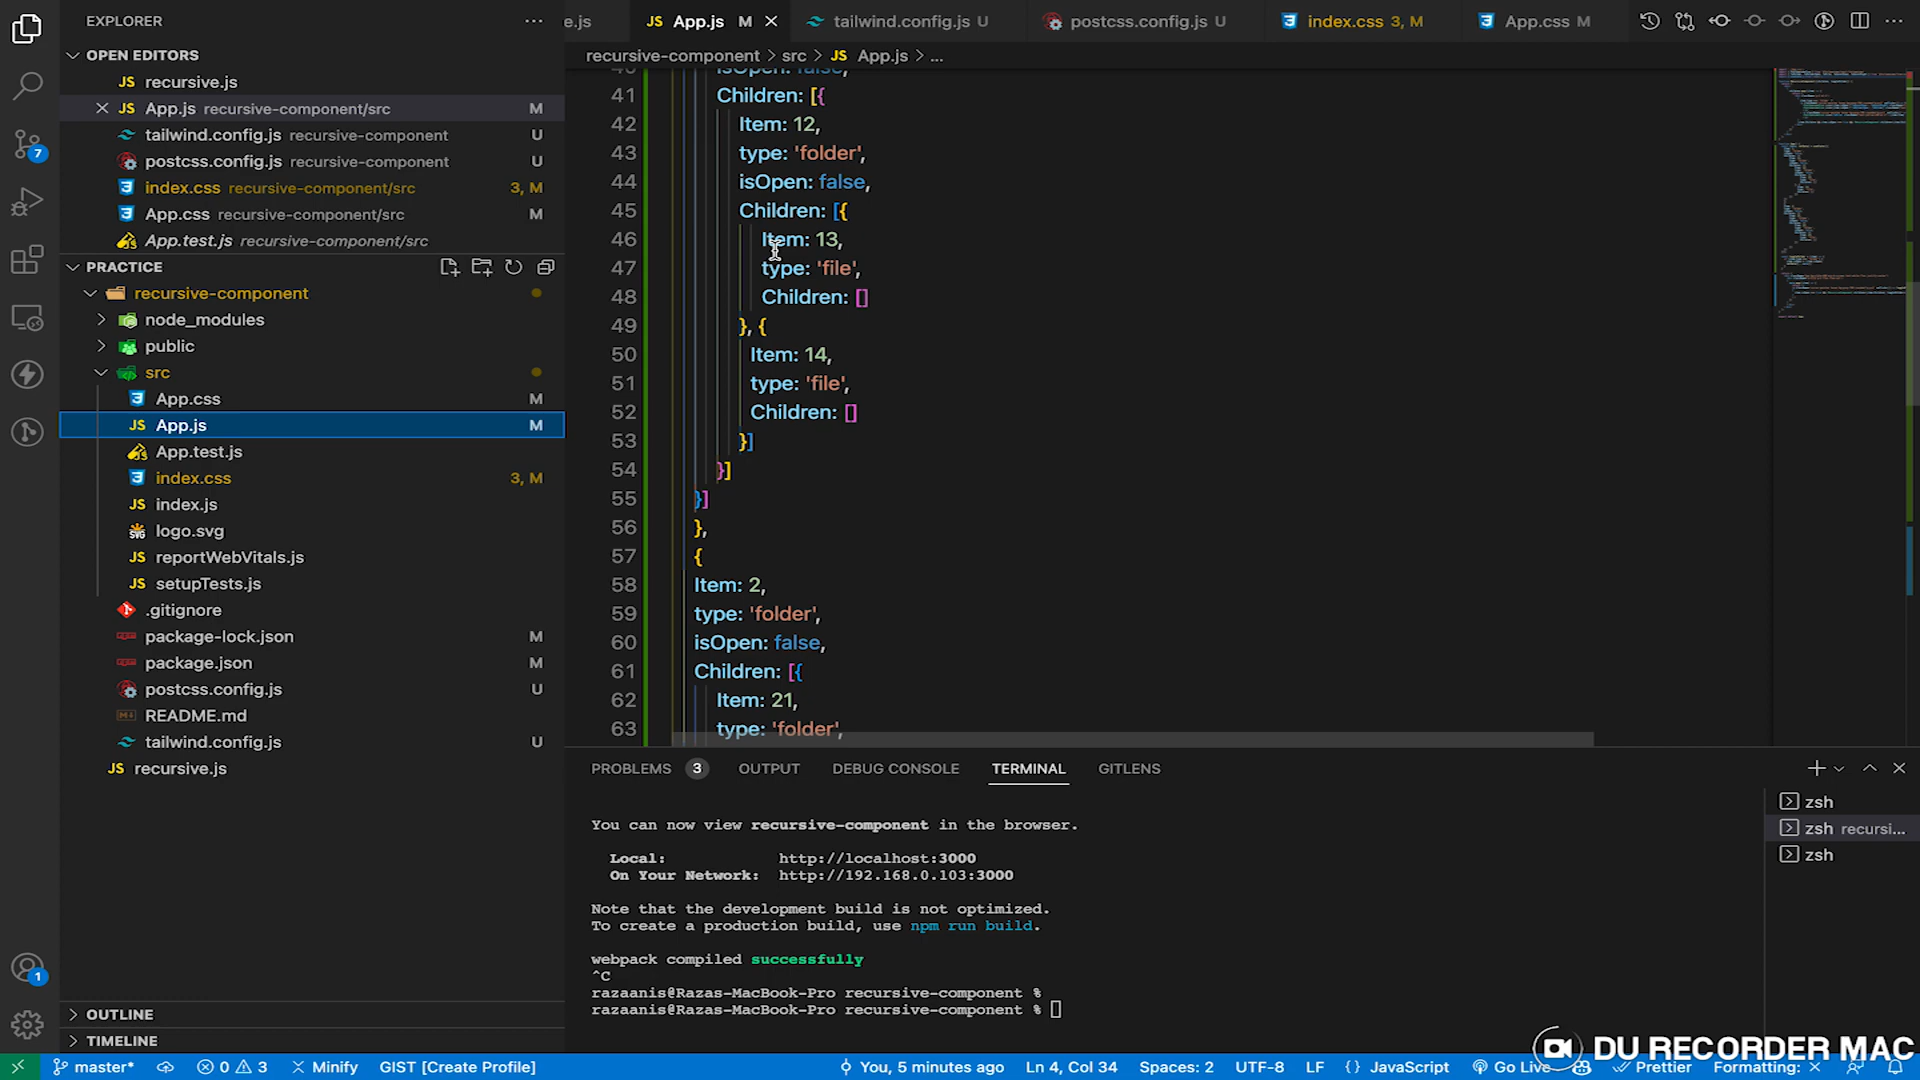 EXPLORER
OPEN EDITORS
recursive.js
App.js recursive-component/src M
tailwind.config.js recursive-component U
postcss.config.js recursive-component U
index.css recursive-component/src 3, M
App.css recursive-component/src M
App.test.js recursive-component/src
PRACTICE
recursive-component
node_modules
public
src
App.css M
App.js M
App.test.js
index.css 3, M
index.js
logo.svg
reportWebVitals.js
setupTests.js
.gitignore
package-lock.json M
package.json M
postcss.config.js U
README.md
tailwind.config.js U
recursive.js
OUTLINE
TIMELINE
7
1
e.js App.js M tailwind.config.js U postcss.config.js U index.css 3, M App.css M
recursive-component > src > JS App.js > ...
isOpen: false,
41 Children: [{
42 Item: 12,
43 type: 'folder',
44 isOpen: false,
45 Children: [{
46 Item: 13,
47 type: 'file',
48 Children: []
49 }, {
50 Item: 14,
51 type: 'file',
52 Children: []
53 }]
54 }]
55 }]
56 },
57 {
58 Item: 2,
59 type: 'folder',
60 isOpen: false,
61 Children: [{
62 Item: 21,
63 type: 'folder',
PROBLEMS 3 OUTPUT DEBUG CONSOLE TERMINAL GITLENS
You can now view recursive-component in the browser.
Local: http://localhost:3000
On Your Network: http://192.168.0.103:3000
Note that the development build is not optimized.
To create a production build, use npm run build.
webpack compiled successfully
^C
razaanis@Razas-MacBook-Pro recursive-component %
razaanis@Razas-MacBook-Pro recursive-component %
zsh
zsh recursi...
zsh
DU RECORDER MAC
master* 0 3 Minify GIST [Create Profile] You, 5 minutes ago Ln 4, Col 34 Spaces: 2 UTF-8 LF {} JavaScript Go Live Prettier Formatting: ×